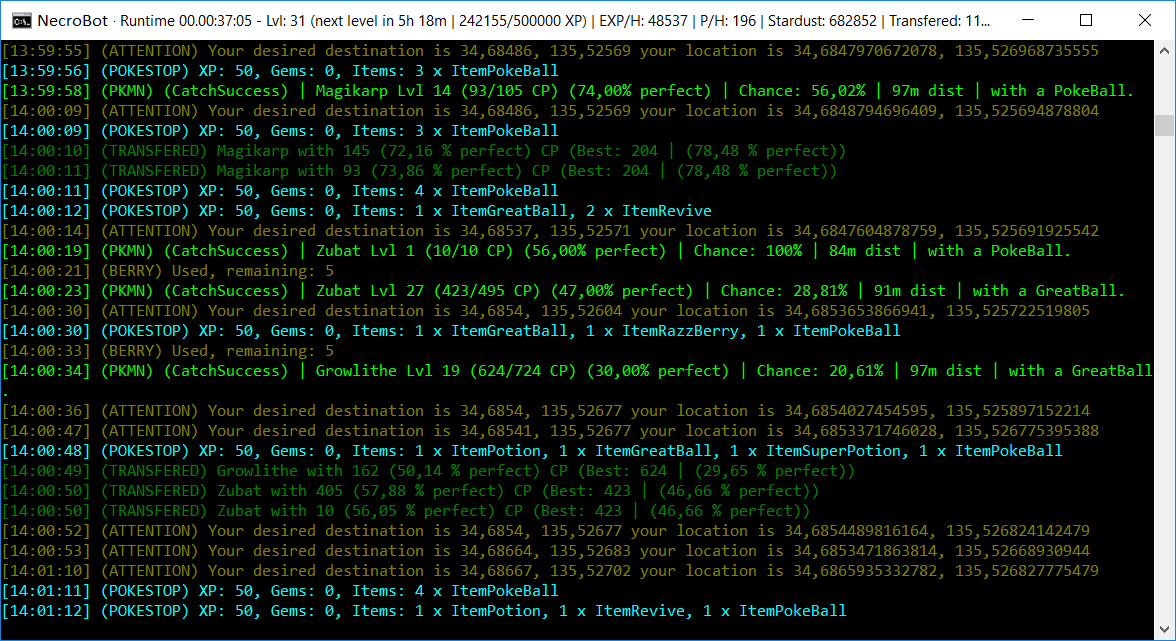 NecroBot - Runtime 00.00:37:05 - Lvl: 31 (next level in 5h 18m | 242155/500000 XP) | EXP/H: 48537 | P/H: 196 | Stardust: 682852 | Transfered: 11...
[13:59:55] (ATTENTION) Your desired destination is 34,68486, 135,52569 your location is 34,6847970672078, 135,526968735555
[13:59:56] (POKESTOP) XP: 50, Gems: 0, Items: 3 x ItemPokeBall
[13:59:58] (PKMN) (CatchSuccess) | Magikarp Lvl 14 (93/105 CP) (74,00% perfect) | Chance: 56,02% | 97m dist | with a PokeBall.
[14:00:09] (ATTENTION) Your desired destination is 34,68486, 135,52569 your location is 34,6848794696409, 135,525694878804
[14:00:09] (POKESTOP) XP: 50, Gems: 0, Items: 3 x ItemPokeBall
[14:00:10] (TRANSFERED) Magikarp with 145 (72,16 % perfect) CP (Best: 204 | (78,48 % perfect))
[14:00:11] (TRANSFERED) Magikarp with 93 (73,86 % perfect) CP (Best: 204 | (78,48 % perfect))
[14:00:11] (POKESTOP) XP: 50, Gems: 0, Items: 4 x ItemPokeBall
[14:00:12] (POKESTOP) XP: 50, Gems: 0, Items: 1 x ItemGreatBall, 2 x ItemRevive
[14:00:14] (ATTENTION) Your desired destination is 34,68537, 135,52571 your location is 34,6847604878759, 135,525691925542
[14:00:19] (PKMN) (CatchSuccess) | Zubat Lvl 1 (10/10 CP) (56,00% perfect) | Chance: 100% | 84m dist | with a PokeBall.
[14:00:21] (BERRY) Used, remaining: 5
[14:00:23] (PKMN) (CatchSuccess) | Zubat Lvl 27 (423/495 CP) (47,00% perfect) | Chance: 28,81% | 91m dist | with a GreatBall.
[14:00:30] (ATTENTION) Your desired destination is 34,6854, 135,52604 your location is 34,6853653866941, 135,525722519805
[14:00:30] (POKESTOP) XP: 50, Gems: 0, Items: 1 x ItemGreatBall, 1 x ItemRazzBerry, 1 x ItemPokeBall
[14:00:33] (BERRY) Used, remaining: 5
[14:00:34] (PKMN) (CatchSuccess) | Growlithe Lvl 19 (624/724 CP) (30,00% perfect) | Chance: 20,61% | 97m dist | with a GreatBall
.
[14:00:36] (ATTENTION) Your desired destination is 34,6854, 135,52677 your location is 34,6854027454595, 135,525897152214
[14:00:47] (ATTENTION) Your desired destination is 34,68541, 135,52677 your location is 34,6853371746028, 135,526775395388
[14:00:48] (POKESTOP) XP: 50, Gems: 0, Items: 1 x ItemPotion, 1 x ItemGreatBall, 1 x ItemSuperPotion, 1 x ItemPokeBall
[14:00:49] (TRANSFERED) Growlithe with 162 (50,14 % perfect) CP (Best: 624 | (29,65 % perfect))
[14:00:50] (TRANSFERED) Zubat with 405 (57,88 % perfect) CP (Best: 423 | (46,66 % perfect))
[14:00:50] (TRANSFERED) Zubat with 10 (56,05 % perfect) CP (Best: 423 | (46,66 % perfect))
[14:00:52] (ATTENTION) Your desired destination is 34,6854, 135,52677 your location is 34,6854489816164, 135,526824142479
[14:00:53] (ATTENTION) Your desired destination is 34,68664, 135,52683 your location is 34,6853471863814, 135,52668930944
[14:01:10] (ATTENTION) Your desired destination is 34,68667, 135,52702 your location is 34,6865935332782, 135,526827775479
[14:01:11] (POKESTOP) XP: 50, Gems: 0, Items: 4 x ItemPokeBall
[14:01:12] (POKESTOP) XP: 50, Gems: 0, Items: 1 x ItemPotion, 1 x ItemRevive, 1 x ItemPokeBall